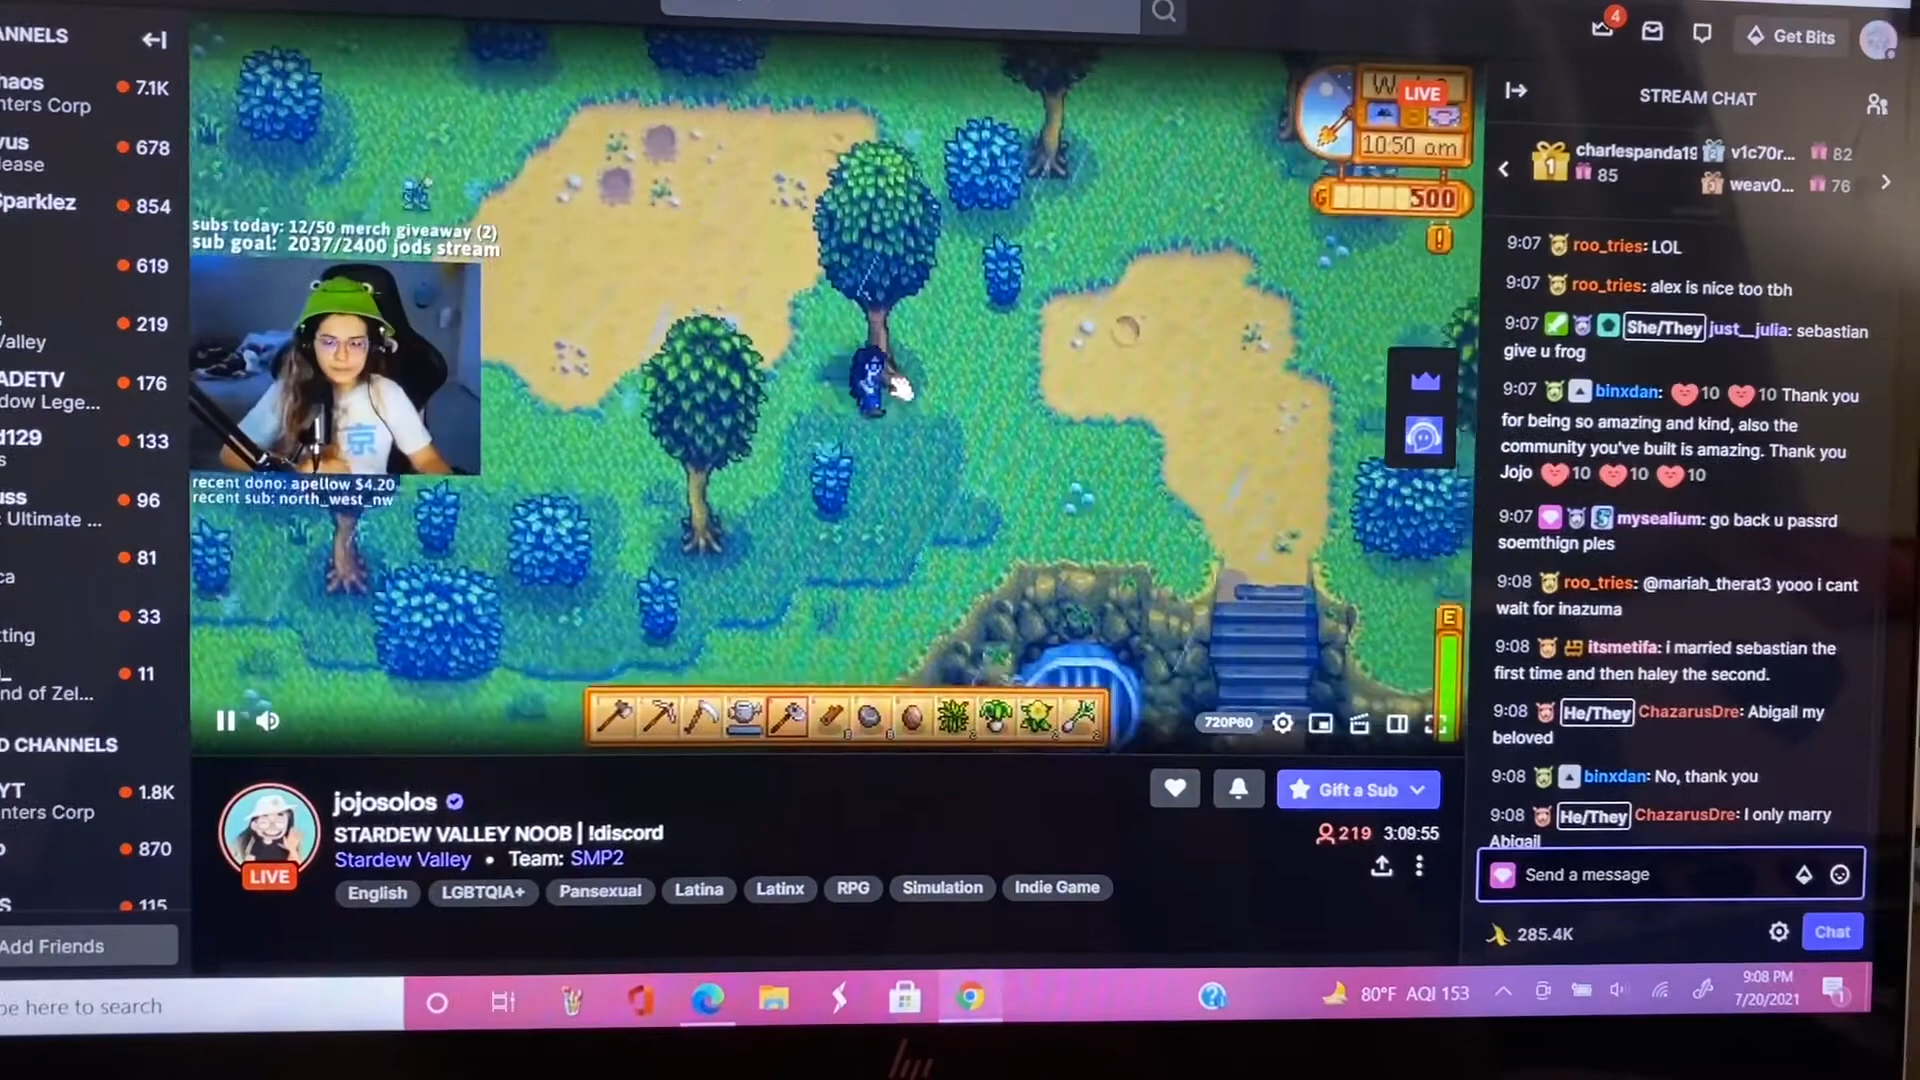 ANNELS
haos
7.1K
nters Corp
vus
678
lease
Sparklez
854
619
219
Valley
ADETV
176
dow Lege...
d129
133
s
uss
96
Ultimate ...
81
ca
33
tting
11
nd of Zel...
D CHANNELS
YT
1.8K
nters Corp
870
S
115
Add Friends
subs today: 12/50 merch giveaway (2)
sub goal: 2037/2400 jods stream
京
recent dono: apellow $4.20
recent sub: north_west_nw
LIVE
10:50 am
G
500
!
E
720P60
4
Get Bits
jojosolos
STARDEW VALLEY NOOB | !discord
Stardew Valley • Team: SMP2
LIVE
English
LGBTQIA+
Pansexual
Latina
Latinx
RPG
Simulation
Indie Game
Gift a Sub
219
3:09:55
STREAM CHAT
1
charlespanda19
85
v1c70r...
82
weav0...
76
9:07 roo_tries: LOL
9:07 roo_tries: alex is nice too tbh
9:07 She/They just__julia: sebastian
give u frog
9:07 binxdan: 10 10 Thank you
for being so amazing and kind, also the
community you've built is amazing. Thank you
Jojo 10 10 10
9:07 mysealium: go back u passrd
soemthign ples
9:08 roo_tries: @mariah_therat3 yooo i cant
wait for inazuma
9:08 itsmetifa: i married sebastian the
first time and then haley the second.
9:08 He/They ChazarusDre: Abigail my
beloved
9:08 binxdan: No, thank you
9:08 He/They ChazarusDre: I only marry
Abigail
Send a message
285.4K
Chat
pe here to search
80°F AQI 153
9:08 PM
7/20/2021
1
hp